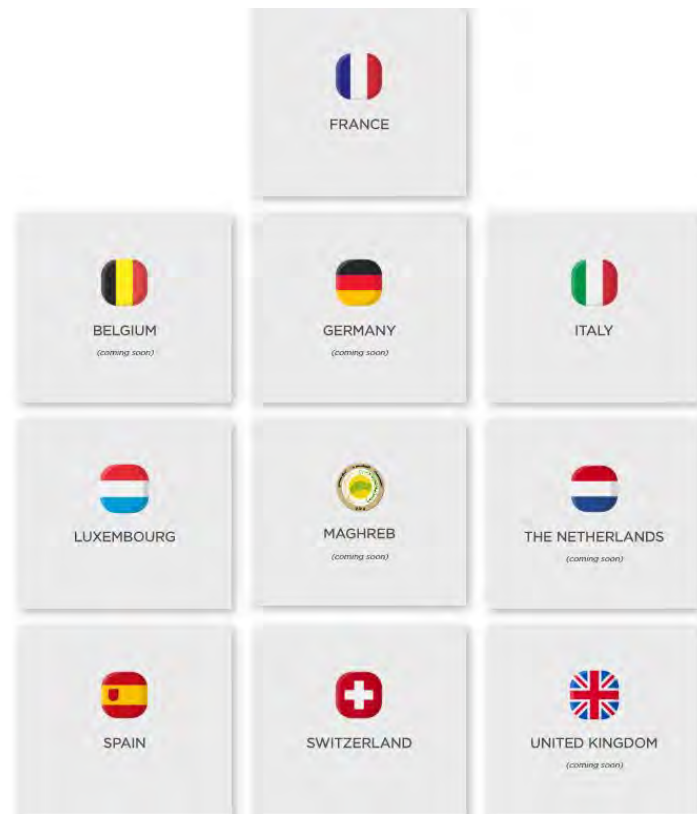 FRANCE
BELGIUM
(coming soon)
GERMANY
(coming soon)
ITALY
LUXEMBOURG
MAGHREB
(coming soon)
THE NETHERLANDS
(coming soon)
SPAIN
SWITZERLAND
UNITED KINGDOM
(coming soon)